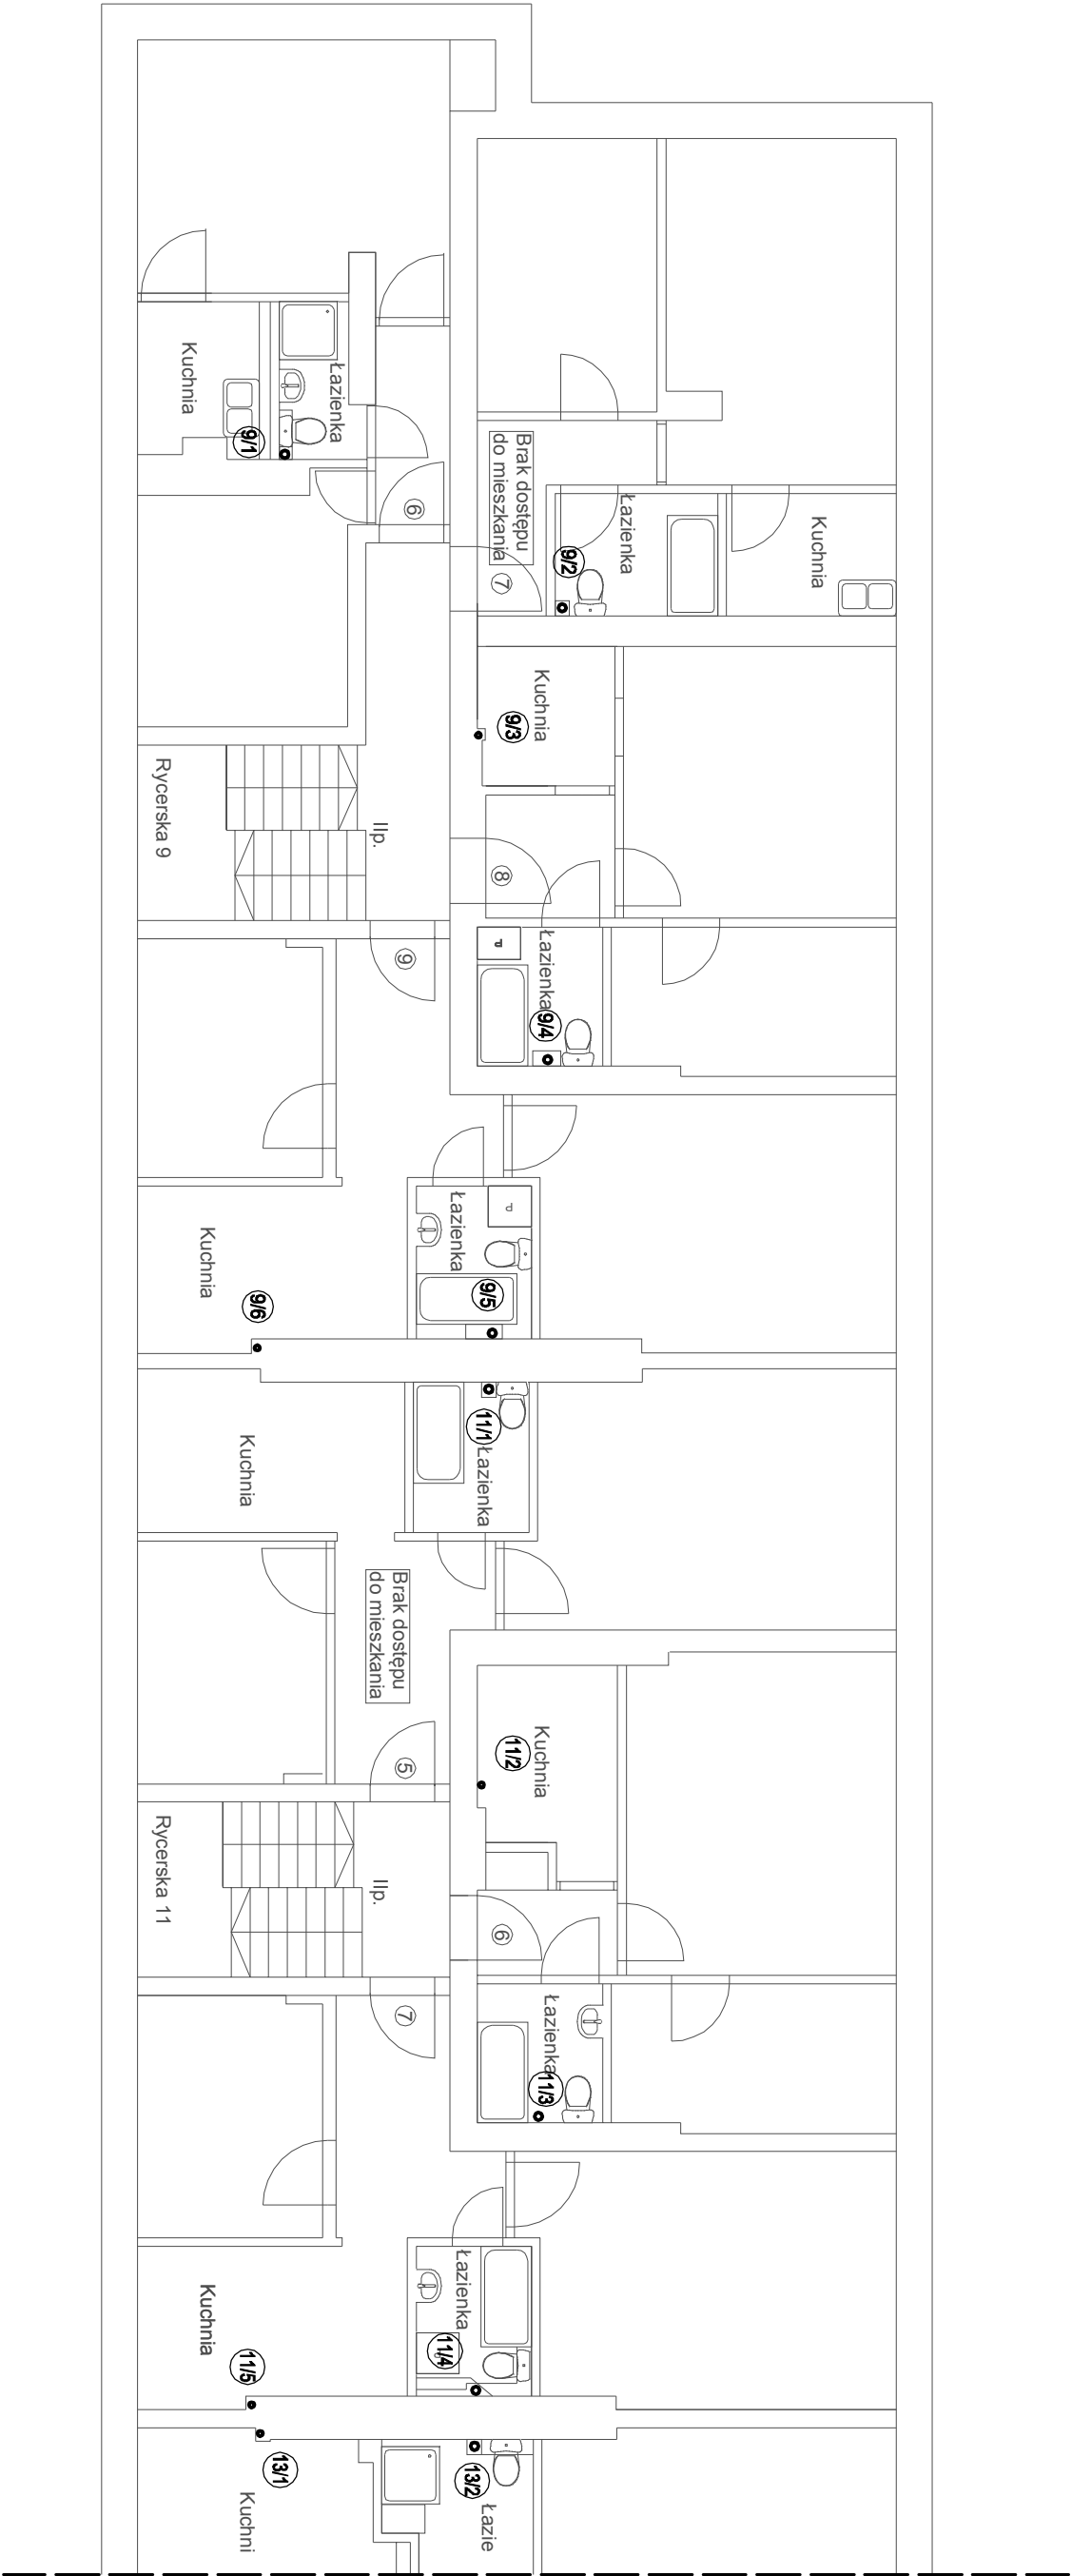 Kuchnia
Łazienka
9/1
6
Brak dostępu
do mieszkania
7
Łazienka
9/2
Kuchnia
Kuchnia
9/3
Rycerska 9
IIp.
8
9
P
Łazienka
9/4
Łazienka
P
9/5
Kuchnia
9/6
11/1
Łazienka
Kuchnia
Brak dostępu
do mieszkania
5
Kuchnia
11/2
Rycerska 11
IIp.
6
7
Łazienka
11/3
Łazienka
11/4
Kuchnia
11/5
13/1
Kuchni
13/2
Łazie